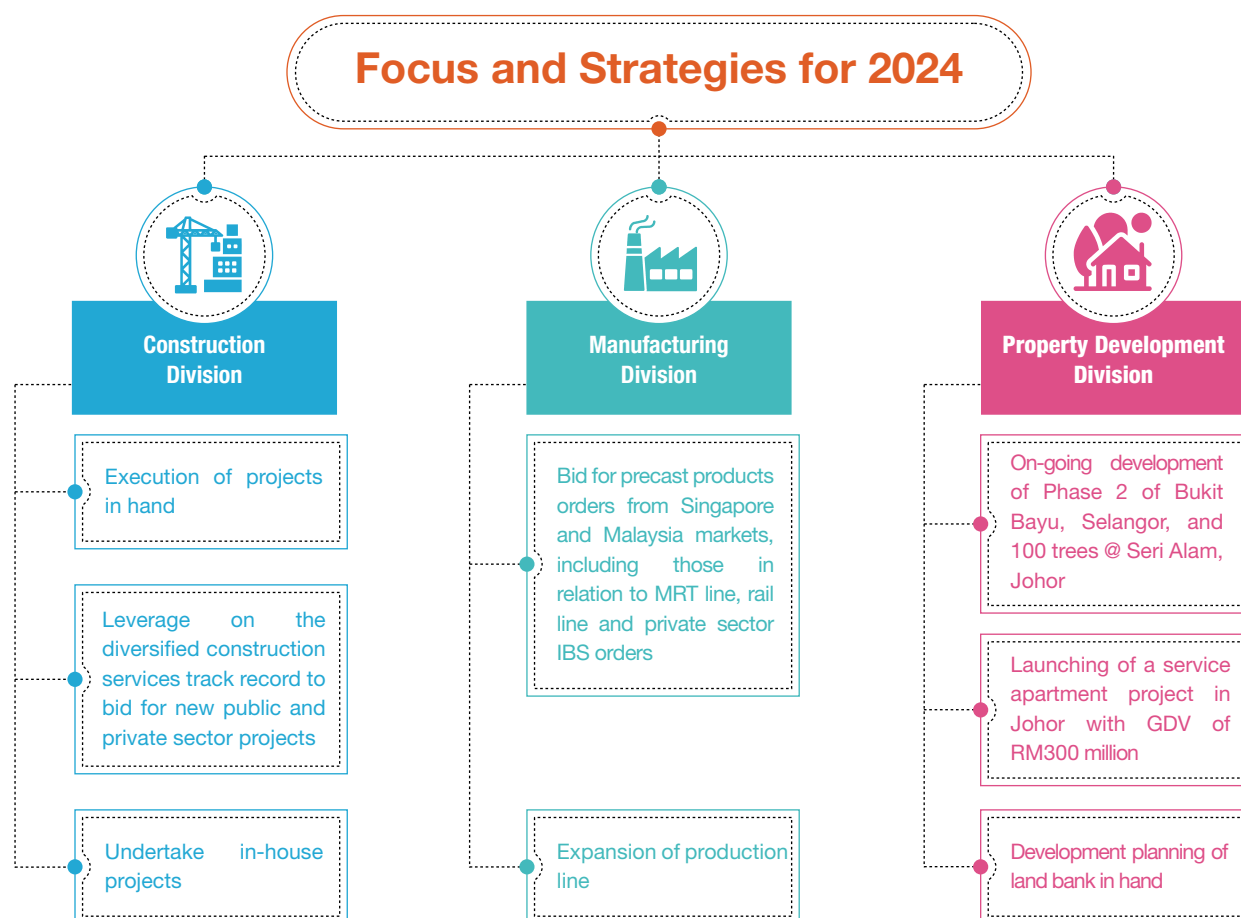 Focus and Strategies for 2024
Construction
Division
Execution of projects
in hand
Leverage on the
diversified construction
services track record to
bid for new public and
private sector projects
Undertake in-house
projects
Manufacturing
Division
Bid for precast products
orders from Singapore
and Malaysia markets,
including those in
relation to MRT line, rail
line and private sector
IBS orders
Expansion of production
line
Property Development
Division
On-going development
of Phase 2 of Bukit
Bayu, Selangor, and
100 trees @ Seri Alam,
Johor
Launching of a service
apartment project in
Johor with GDV of
RM300 million
Development planning of
land bank in hand